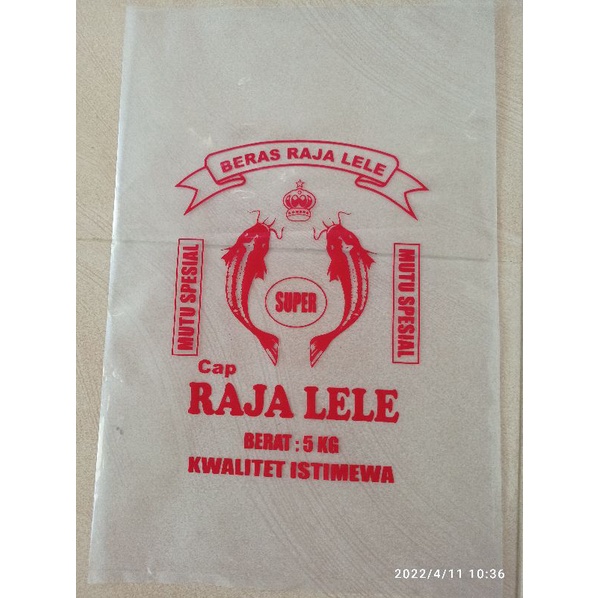 BERAS RAJA LELE
MUTU SPESIAL
SUPER
MUTU SPESIAL
Cap
RAJA LELE
BERAT : 5 KG
KWALITET ISTIMEWA
2022/4/11 10:36